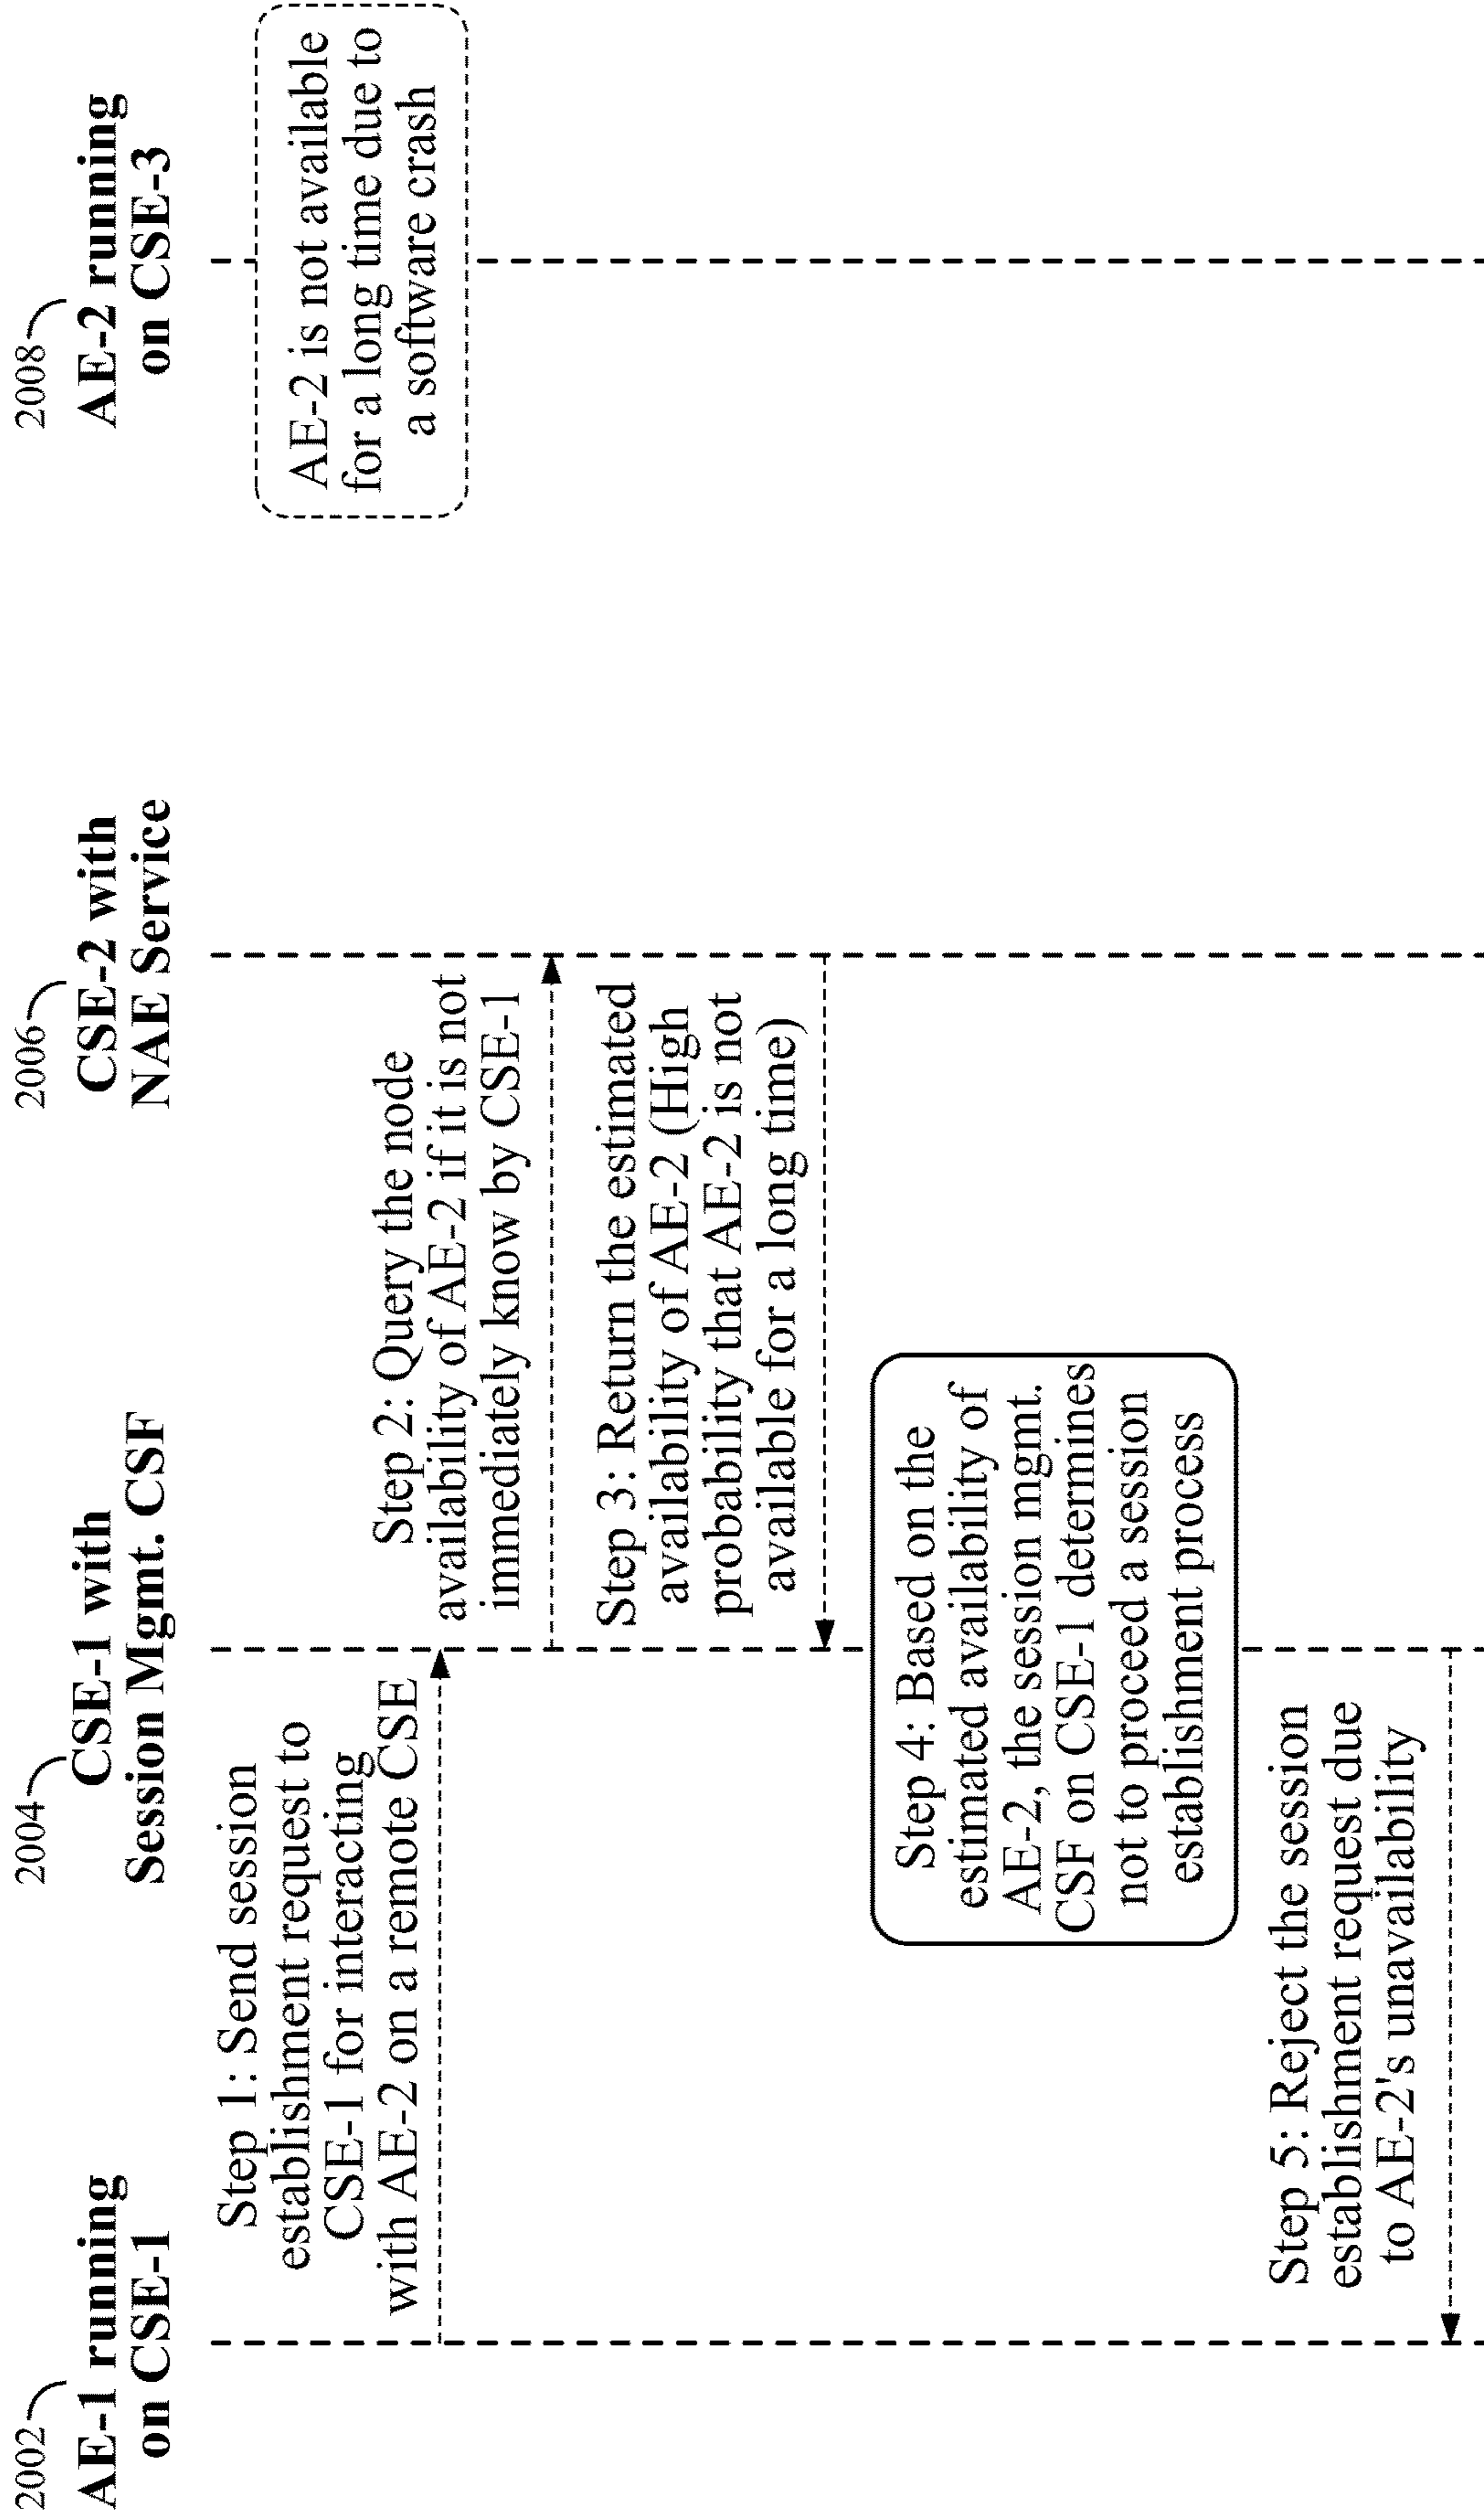 2002
AE-1 running
on CSE-1
2004
CSE-1 with
Session Mgmt. CSF
2006
CSE-2 with
NAE Service
2008
AE-2 running
on CSE-3
AE-2 is not available
for a long time due to
a software crash
Step 1: Send session
establishment request to
CSE-1 for interacting
with AE-2 on a remote CSE
Step 2: Query the node
availability of AE-2 if it is not
immediately know by CSE-1
Step 3: Return the estimated
availability of AE-2 (High
probability that AE-2 is not
available for a long time)
Step 4: Based on the
estimated availability of
AE-2, the session mgmt.
CSF on CSE-1 determines
not to proceed a session
establishment process
Step 5: Reject the session
establishment request due
to AE-2's unavailability